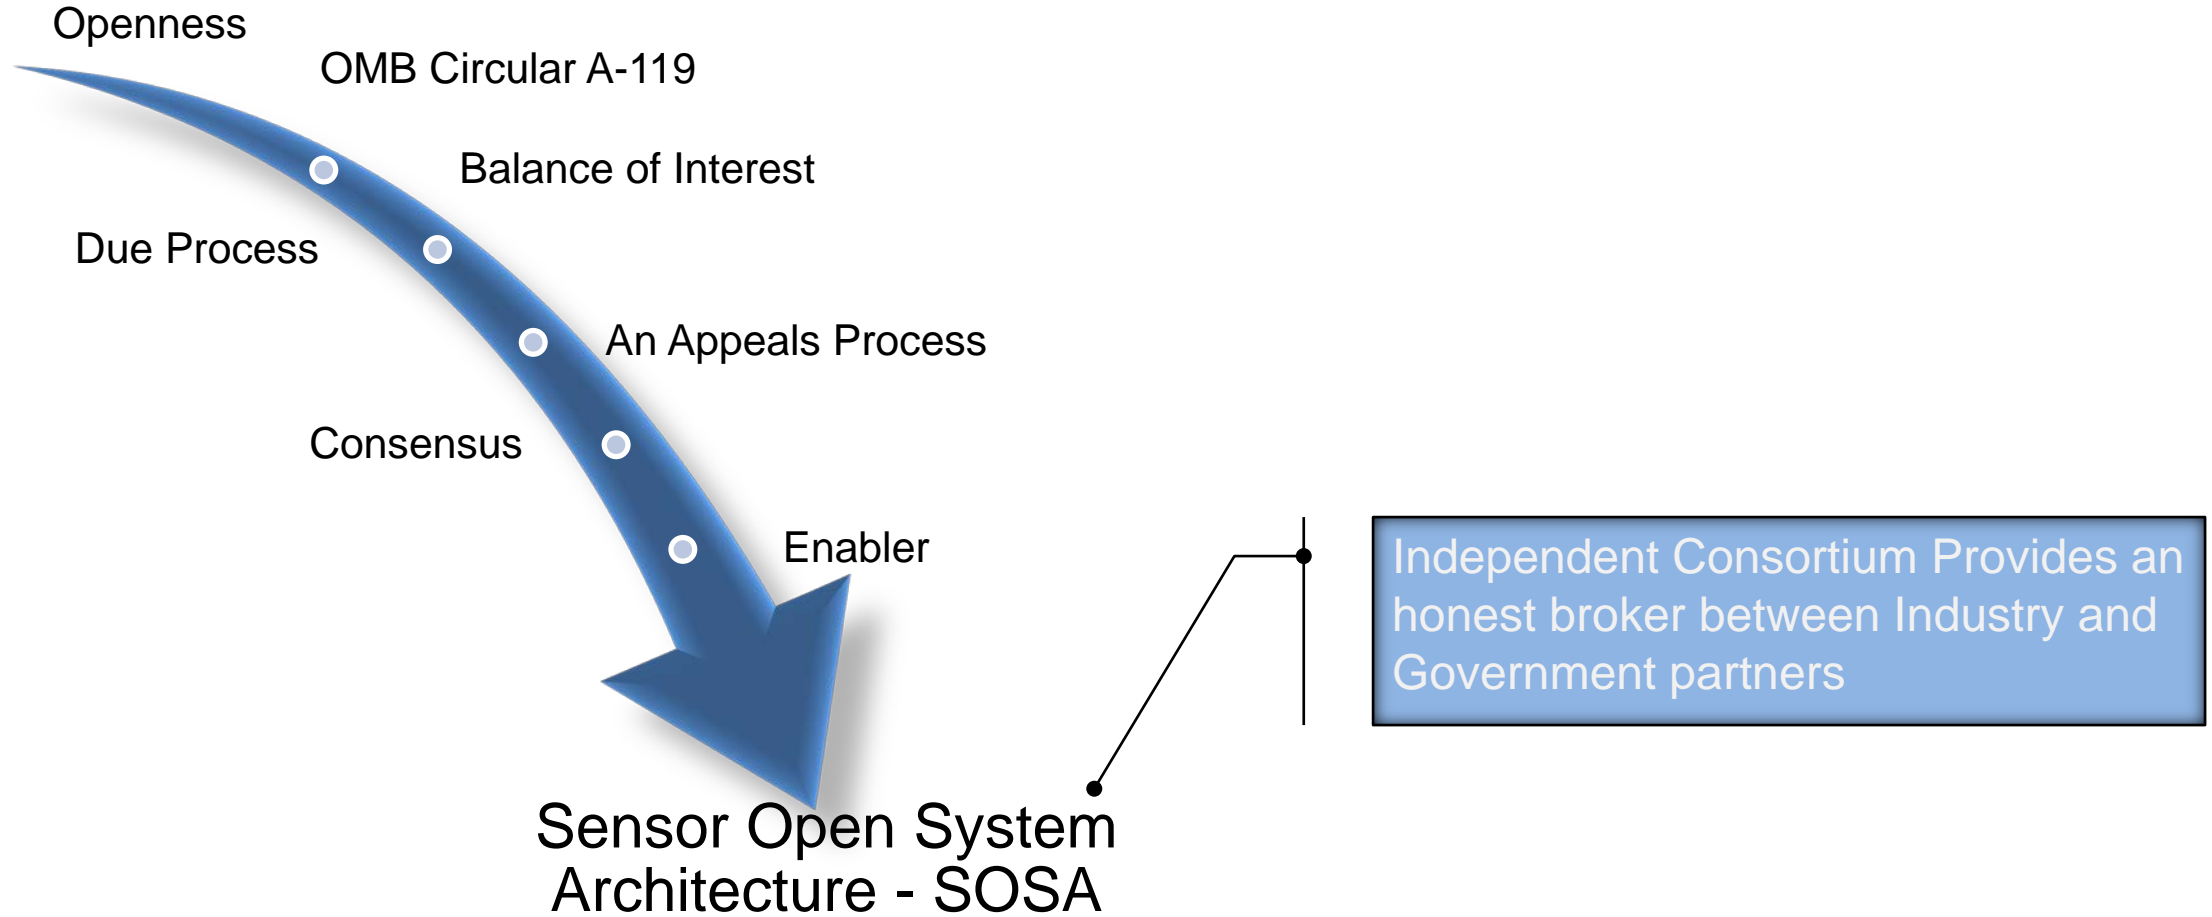 Openness
OMB Circular A-119
Balance of Interest
Due Process
An Appeals Process
Consensus
Enabler
Independent Consortium Provides an
honest broker between Industry and
Government partners
Sensor Open System
Architecture - SOSA